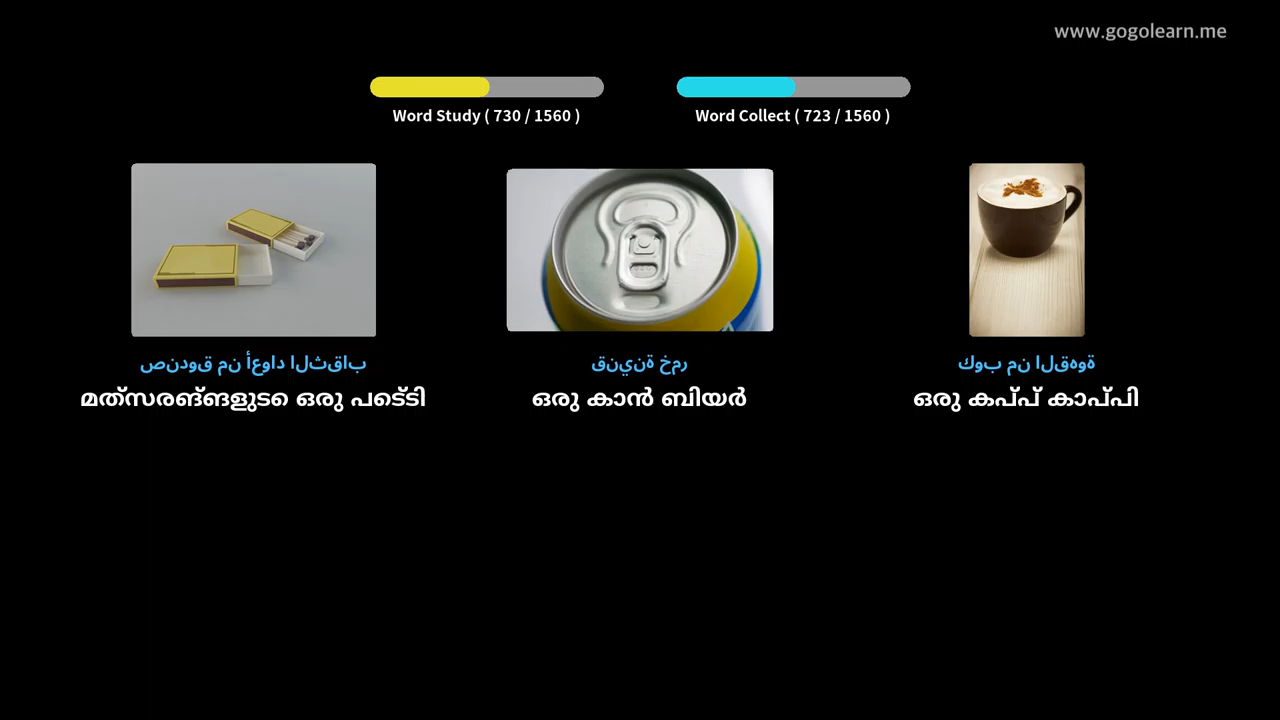 www.gogolearn.me
Word Study ( 730 / 1560 )
Word Collect ( 723 / 1560 )
صندوق من أعواد الثقاب
മത്സരങ്ങളുടെ ഒരു പെട്ടി
قنينة خمر
ഒരു കാൻ ബിയർ
كوب من القهوة
ഒരു കപ്പ് കാപ്പി